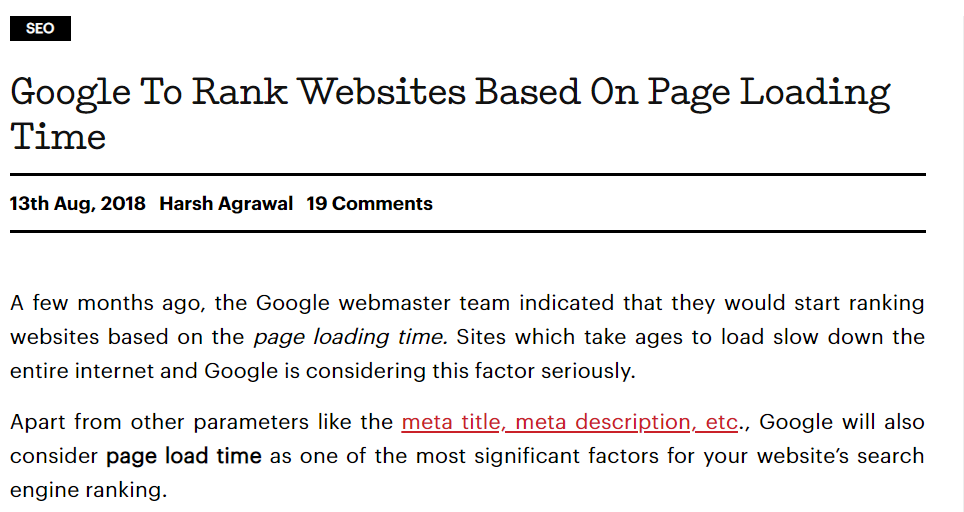 SEO
Google To Rank Websites Based On Page Loading
Time
13th Aug, 2018 Harsh Agrawal 19 Comments
A few months ago, the Google webmaster team indicated that they would start ranking
websites based on the page loading time. Sites which take ages to load slow down the
entire internet and Google is considering this factor seriously.
Apart from other parameters like the meta title, meta description, etc., Google will also
consider page load time as one of the most significant factors for your website’s search
engine ranking.